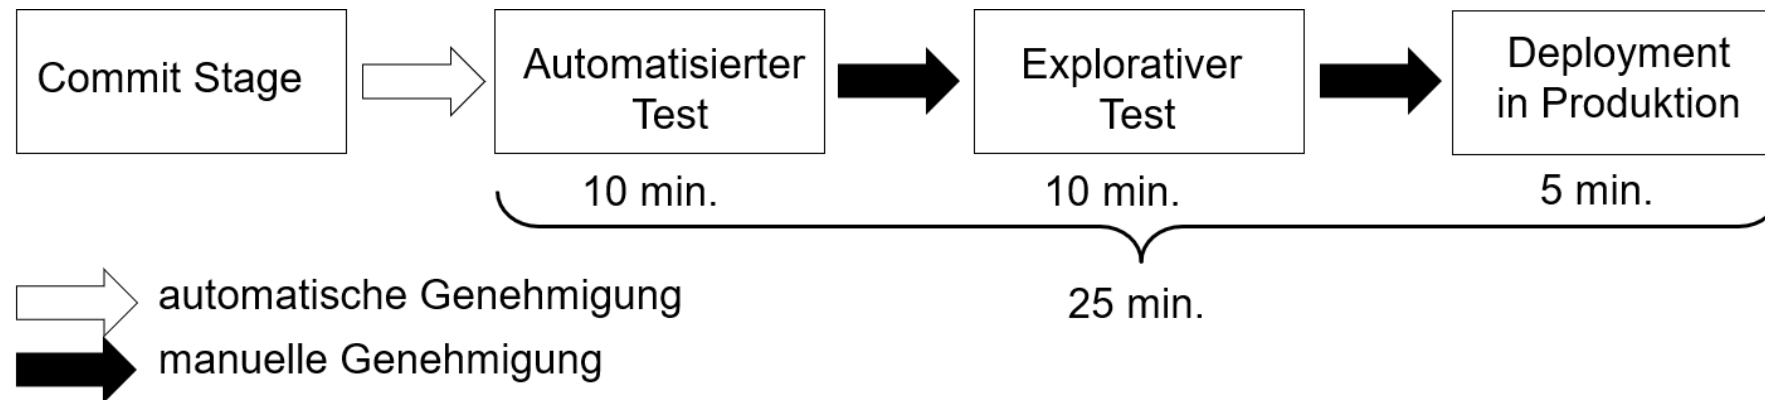 Commit Stage
Automatisierter
Test
Explorativer
Test
Deployment
in Produktion
10 min.
10 min.
5 min.
25 min.
automatische Genehmigung
manuelle Genehmigung